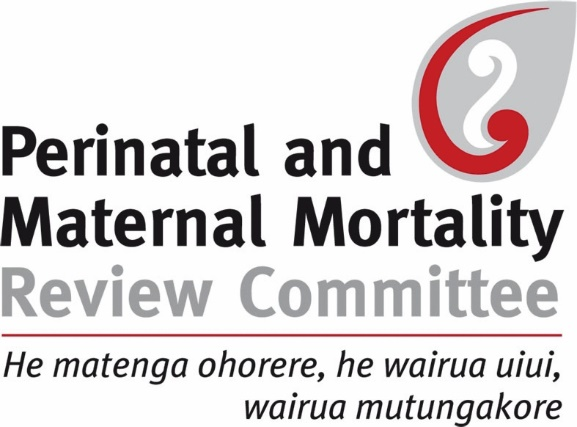 Perinatal and
Maternal Mortality
Review Committee
He matenga ohorere, he wairua uiui,
wairua mutungakore